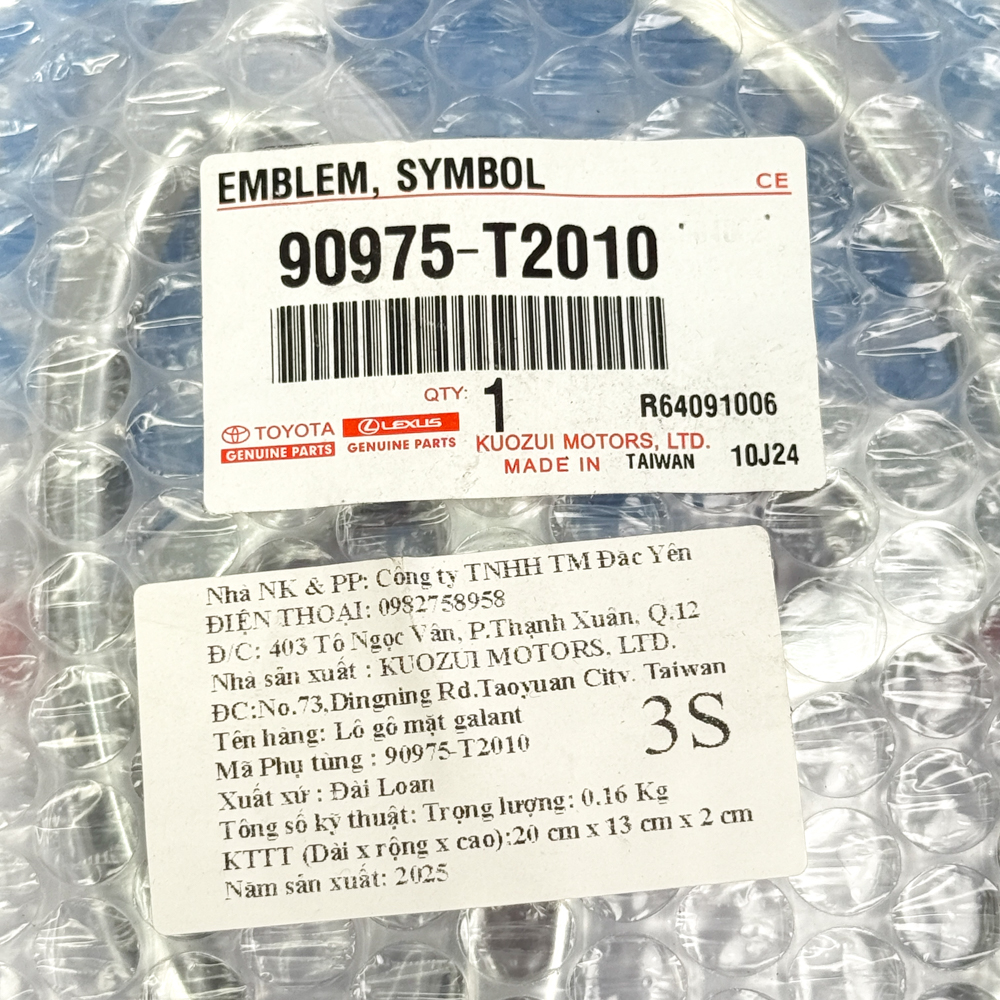 EMBLEM, SYMBOL
CE
90975-T2010
QTY: 1
R64091006
TOYOTA
GENUINE PARTS
LEXUS
GENUINE PARTS
KUOZUI MOTORS, LTD.
MADE IN TAIWAN 10J24
Nhà NK & PP: Công ty TNHH TM Đắc Yên
ĐIỆN THOẠI: 0982758958
Đ/C: 403 Tô Ngọc Vân, P.Thạnh Xuân, Q.12
Nhà sản xuất : KUOZUI MOTORS, LTD.
ĐC:No.73,Dingning Rd.Taoyuan City. Taiwan
Tên hàng: Lô gô mặt galant
Mã Phụ tùng : 90975-T2010
3S
Xuất xứ : Đài Loan
Tông số kỹ thuật: Trọng lượng: 0.16 Kg
KTTT (Dài x rộng x cao):20 cm x 13 cm x 2 cm
Năm sản xuất: 2025